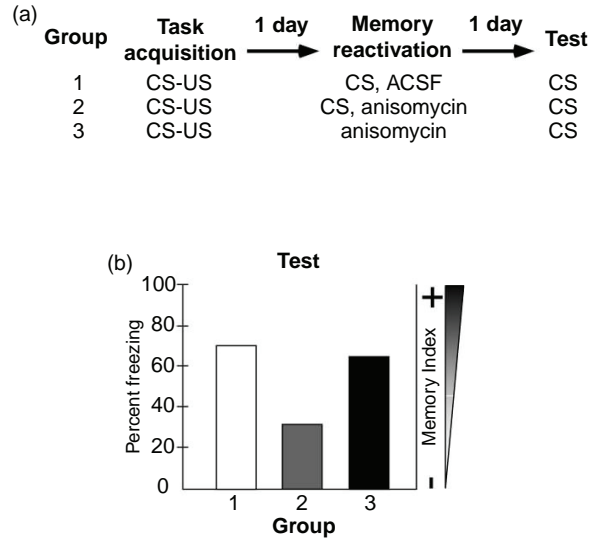 (a)
Group Task acquisition 1 day Memory reactivation 1 day Test
1 CS-US CS, ACSF CS
2 CS-US CS, anisomycin CS
3 CS-US anisomycin CS
(b)
Test
Percent freezing
100
80
60
40
20
0
1 2 3
Group
+
Memory Index
-